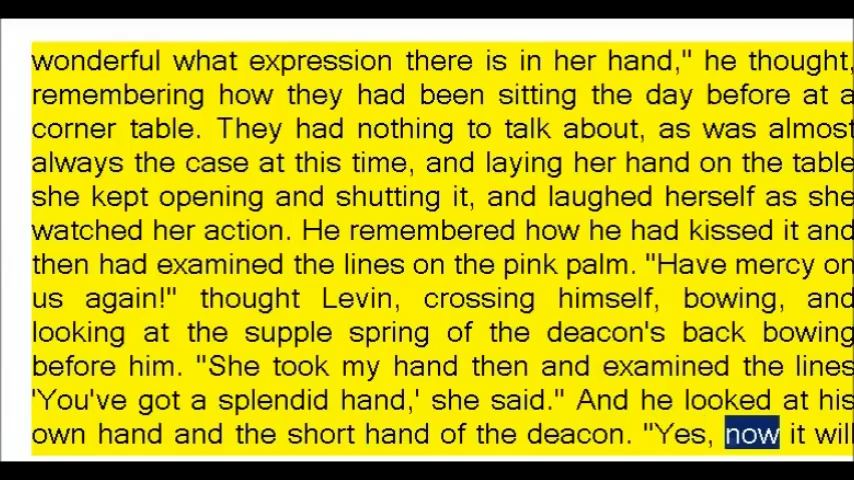 wonderful what expression there is in her hand," he thought,
remembering how they had been sitting the day before at a
corner table. They had nothing to talk about, as was almost
always the case at this time, and laying her hand on the table
she kept opening and shutting it, and laughed herself as she
watched her action. He remembered how he had kissed it and
then had examined the lines on the pink palm. "Have mercy on
us again!" thought Levin, crossing himself, bowing, and
looking at the supple spring of the deacon's back bowing
before him. "She took my hand then and examined the lines
'You've got a splendid hand,' she said." And he looked at his
own hand and the short hand of the deacon. "Yes, now it will